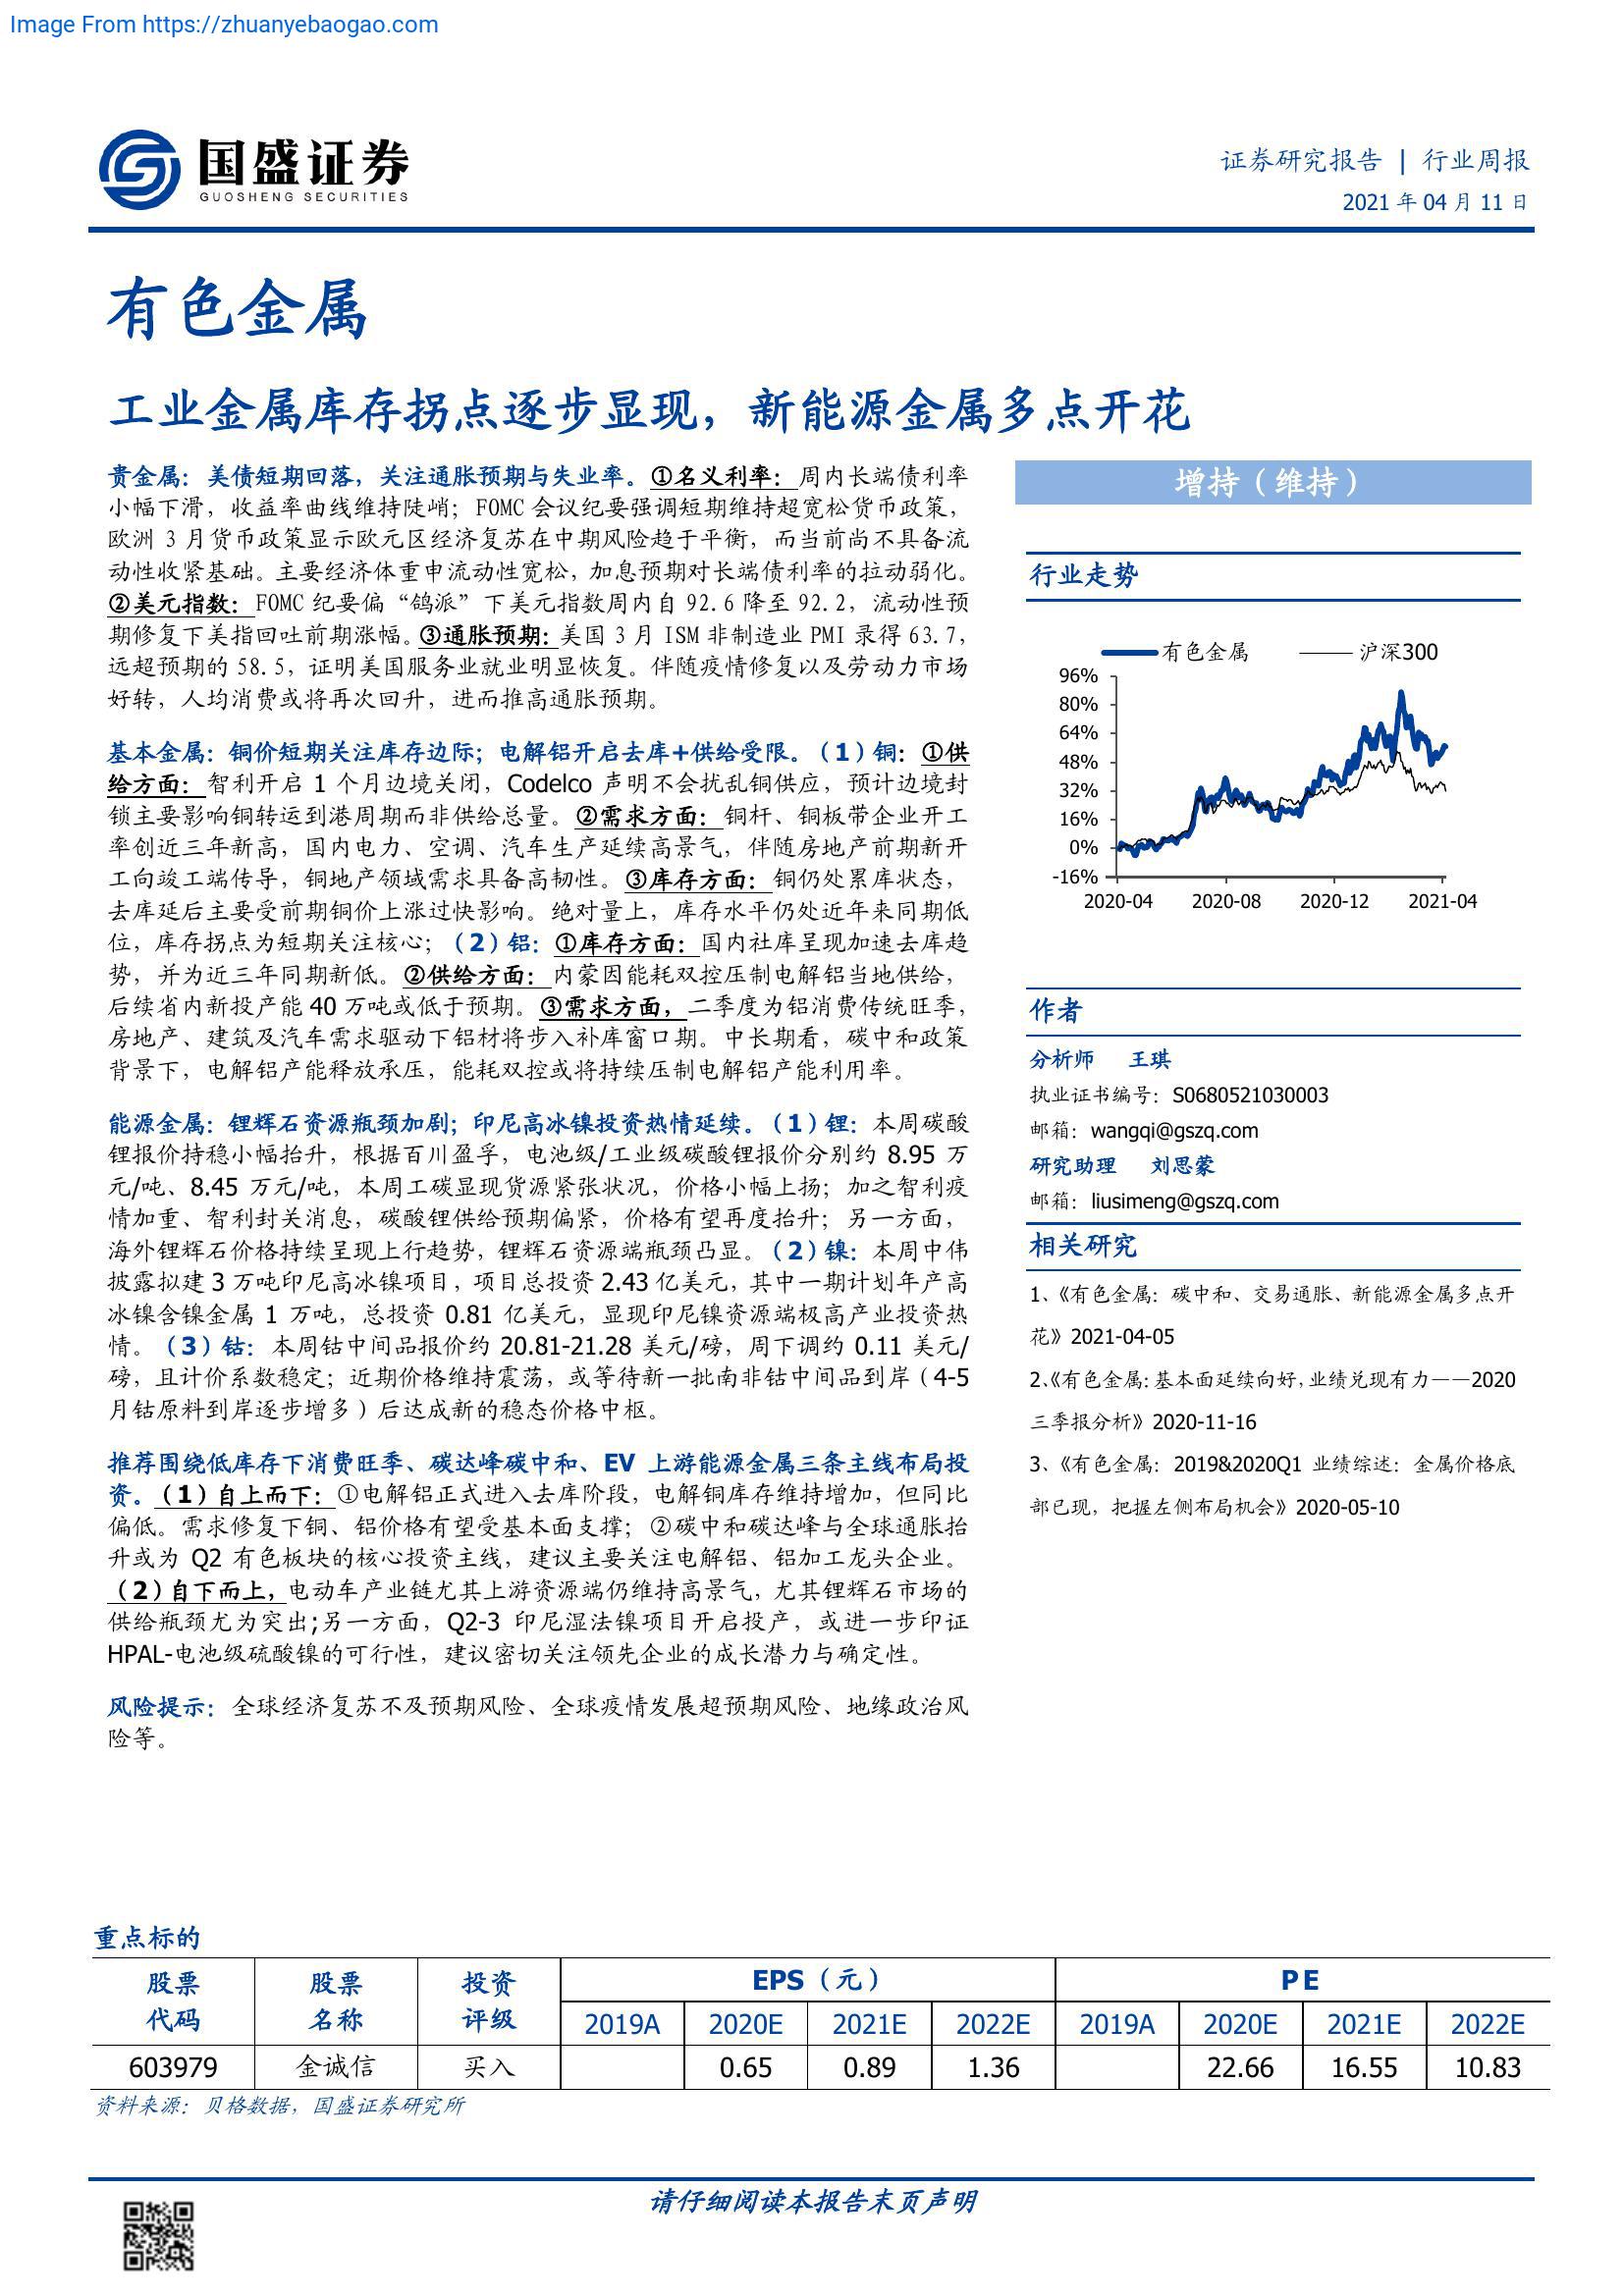 Image From https://zhuanyebaogao.com
国盛证券
GUOSHENG SECURITIES
证券研究报告 | 行业周报
2021 年 04 月 11 日
有色金属
工业金属库存拐点逐步显现，新能源金属多点开花
贵金属：美债短期回落，关注通胀预期与失业率。①名义利率：周内长端债利率
小幅下滑，收益率曲线维持陡峭；FOMC 会议纪要强调短期维持超宽松货币政策，
欧洲 3 月货币政策显示欧元区经济复苏在中期风险趋于平衡，而当前尚不具备流
动性收紧基础。主要经济体重申流动性宽松，加息预期对长端债利率的拉动弱化。
②美元指数：FOMC 纪要偏“鸽派”下美元指数周内自 92.6 降至 92.2，流动性预
期修复下美指回吐前期涨幅。③通胀预期：美国 3 月 ISM 非制造业 PMI 录得 63.7，
远超预期的 58.5，证明美国服务业就业明显恢复。伴随疫情修复以及劳动力市场
好转，人均消费或将再次回升，进而推高通胀预期。
基本金属：铜价短期关注库存边际；电解铝开启去库+供给受限。（1）铜：①供
给方面：智利开启 1 个月边境关闭，Codelco 声明不会扰乱铜供应，预计边境封
锁主要影响铜转运到港周期而非供给总量。②需求方面：铜杆、铜板带企业开工
率创近三年新高，国内电力、空调、汽车生产延续高景气，伴随房地产前期新开
工向竣工端传导，铜地产领域需求具备高韧性。③库存方面：铜仍处累库状态，
去库延后主要受前期铜价上涨过快影响。绝对量上，库存水平仍处近年来同期低
位，库存拐点为短期关注核心；（2）铝：①库存方面：国内社库呈现加速去库趋
势，并为近三年同期新低。②供给方面：内蒙因能耗双控压制电解铝当地供给，
后续省内新投产能 40 万吨或低于预期。③需求方面，二季度为铝消费传统旺季，
房地产、建筑及汽车需求驱动下铝材将步入补库窗口期。中长期看，碳中和政策
背景下，电解铝产能释放承压，能耗双控或将持续压制电解铝产能利用率。
能源金属：锂辉石资源瓶颈加剧；印尼高冰镍投资热情延续。（1）锂：本周碳酸
锂报价持稳小幅抬升，根据百川盈孚，电池级/工业级碳酸锂报价分别约 8.95 万
元/吨、8.45 万元/吨，本周工碳显现货源紧张状况，价格小幅上扬；加之智利疫
情加重、智利封关消息，碳酸锂供给预期偏紧，价格有望再度抬升；另一方面，
海外锂辉石价格持续呈现上行趋势，锂辉石资源端瓶颈凸显。（2）镍：本周中伟
披露拟建 3 万吨印尼高冰镍项目，项目总投资 2.43 亿美元，其中一期计划年产高
冰镍含镍金属 1 万吨，总投资 0.81 亿美元，显现印尼镍资源端极高产业投资热
情。（3）钴：本周钴中间品报价约 20.81-21.28 美元/磅，周下调约 0.11 美元/
磅，且计价系数稳定；近期价格维持震荡，或等待新一批南非钴中间品到岸（4-5
月钴原料到岸逐步增多）后达成新的稳态价格中枢。
推荐围绕低库存下消费旺季、碳达峰碳中和、EV 上游能源金属三条主线布局投
资。（1）自上而下：①电解铝正式进入去库阶段，电解铜库存维持增加，但同比
偏低。需求修复下铜、铝价格有望受基本面支撑；②碳中和碳达峰与全球通胀抬
升或为 Q2 有色板块的核心投资主线，建议主要关注电解铝、铝加工龙头企业。
（2）自下而上，电动车产业链尤其上游资源端仍维持高景气，尤其锂辉石市场的
供给瓶颈尤为突出;另一方面，Q2-3 印尼湿法镍项目开启投产，或进一步印证
HPAL-电池级硫酸镍的可行性，建议密切关注领先企业的成长潜力与确定性。
风险提示：全球经济复苏不及预期风险、全球疫情发展超预期风险、地缘政治风
险等。
增持（维持）
行业走势
有色金属 沪深300
96%
80%
64%
48%
32%
16%
0%
-16%
2020-04 2020-08 2020-12 2021-04
作者
分析师 王琪
执业证书编号：S0680521030003
邮箱：wangqi@gszq.com
研究助理 刘思蒙
邮箱：liusimeng@gszq.com
相关研究
1、《有色金属：碳中和、交易通胀、新能源金属多点开
花》2021-04-05
2、《有色金属：基本面延续向好，业绩兑现有力——2020
三季报分析》2020-11-16
3、《有色金属：2019&2020Q1 业绩综述：金属价格底
部已现，把握左侧布局机会》2020-05-10
重点标的
股票 股票 投资 EPS（元） PE
代码 名称 评级 2019A 2020E 2021E 2022E 2019A 2020E 2021E 2022E
603979 金诚信 买入 0.65 0.89 1.36 22.66 16.55 10.83
资料来源：贝格数据，国盛证券研究所
请仔细阅读本报告末页声明